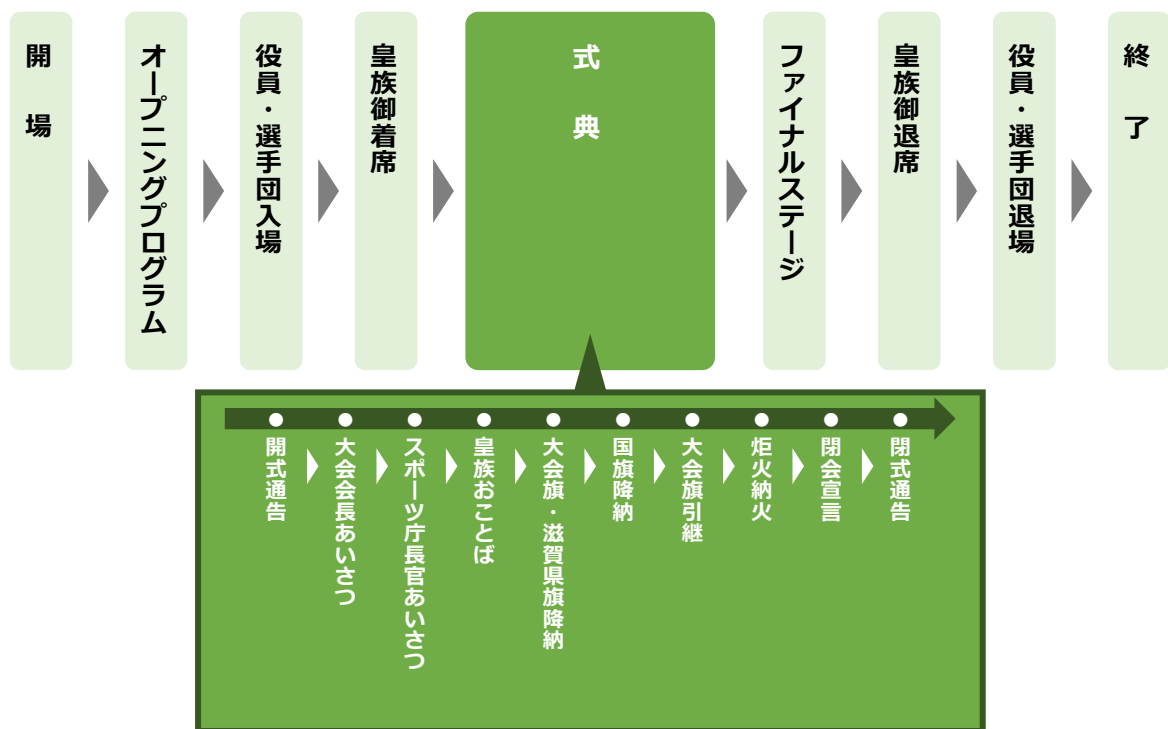 開場
オープニングプログラム
役員・選手団入場
皇族御着席
式典
ファイナルステージ
皇族御退席
役員・選手団退場
終了
開式通告
大会会長あいさつ
スポーツ庁長官あいさつ
皇族おことば
大会旗・滋賀県旗降納
国旗降納
大会旗引継
炬火納火
閉会宣言
閉式通告